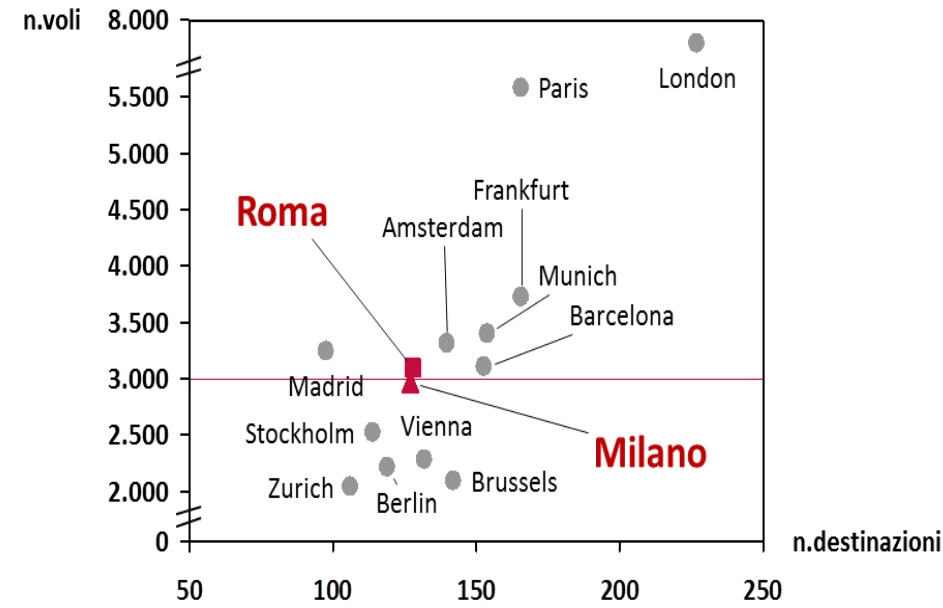 n.voli
8.000
London
5.500
Paris
5.000
Frankfurt
4.500
Roma
Amsterdam
4.000
Munich
3.500
Barcelona
3.000
Madrid
Vienna
2.500
Stockholm
Milano
2.000
Zurich
Brussels
Berlin
0
n.destinazioni
50 100 150 200 250